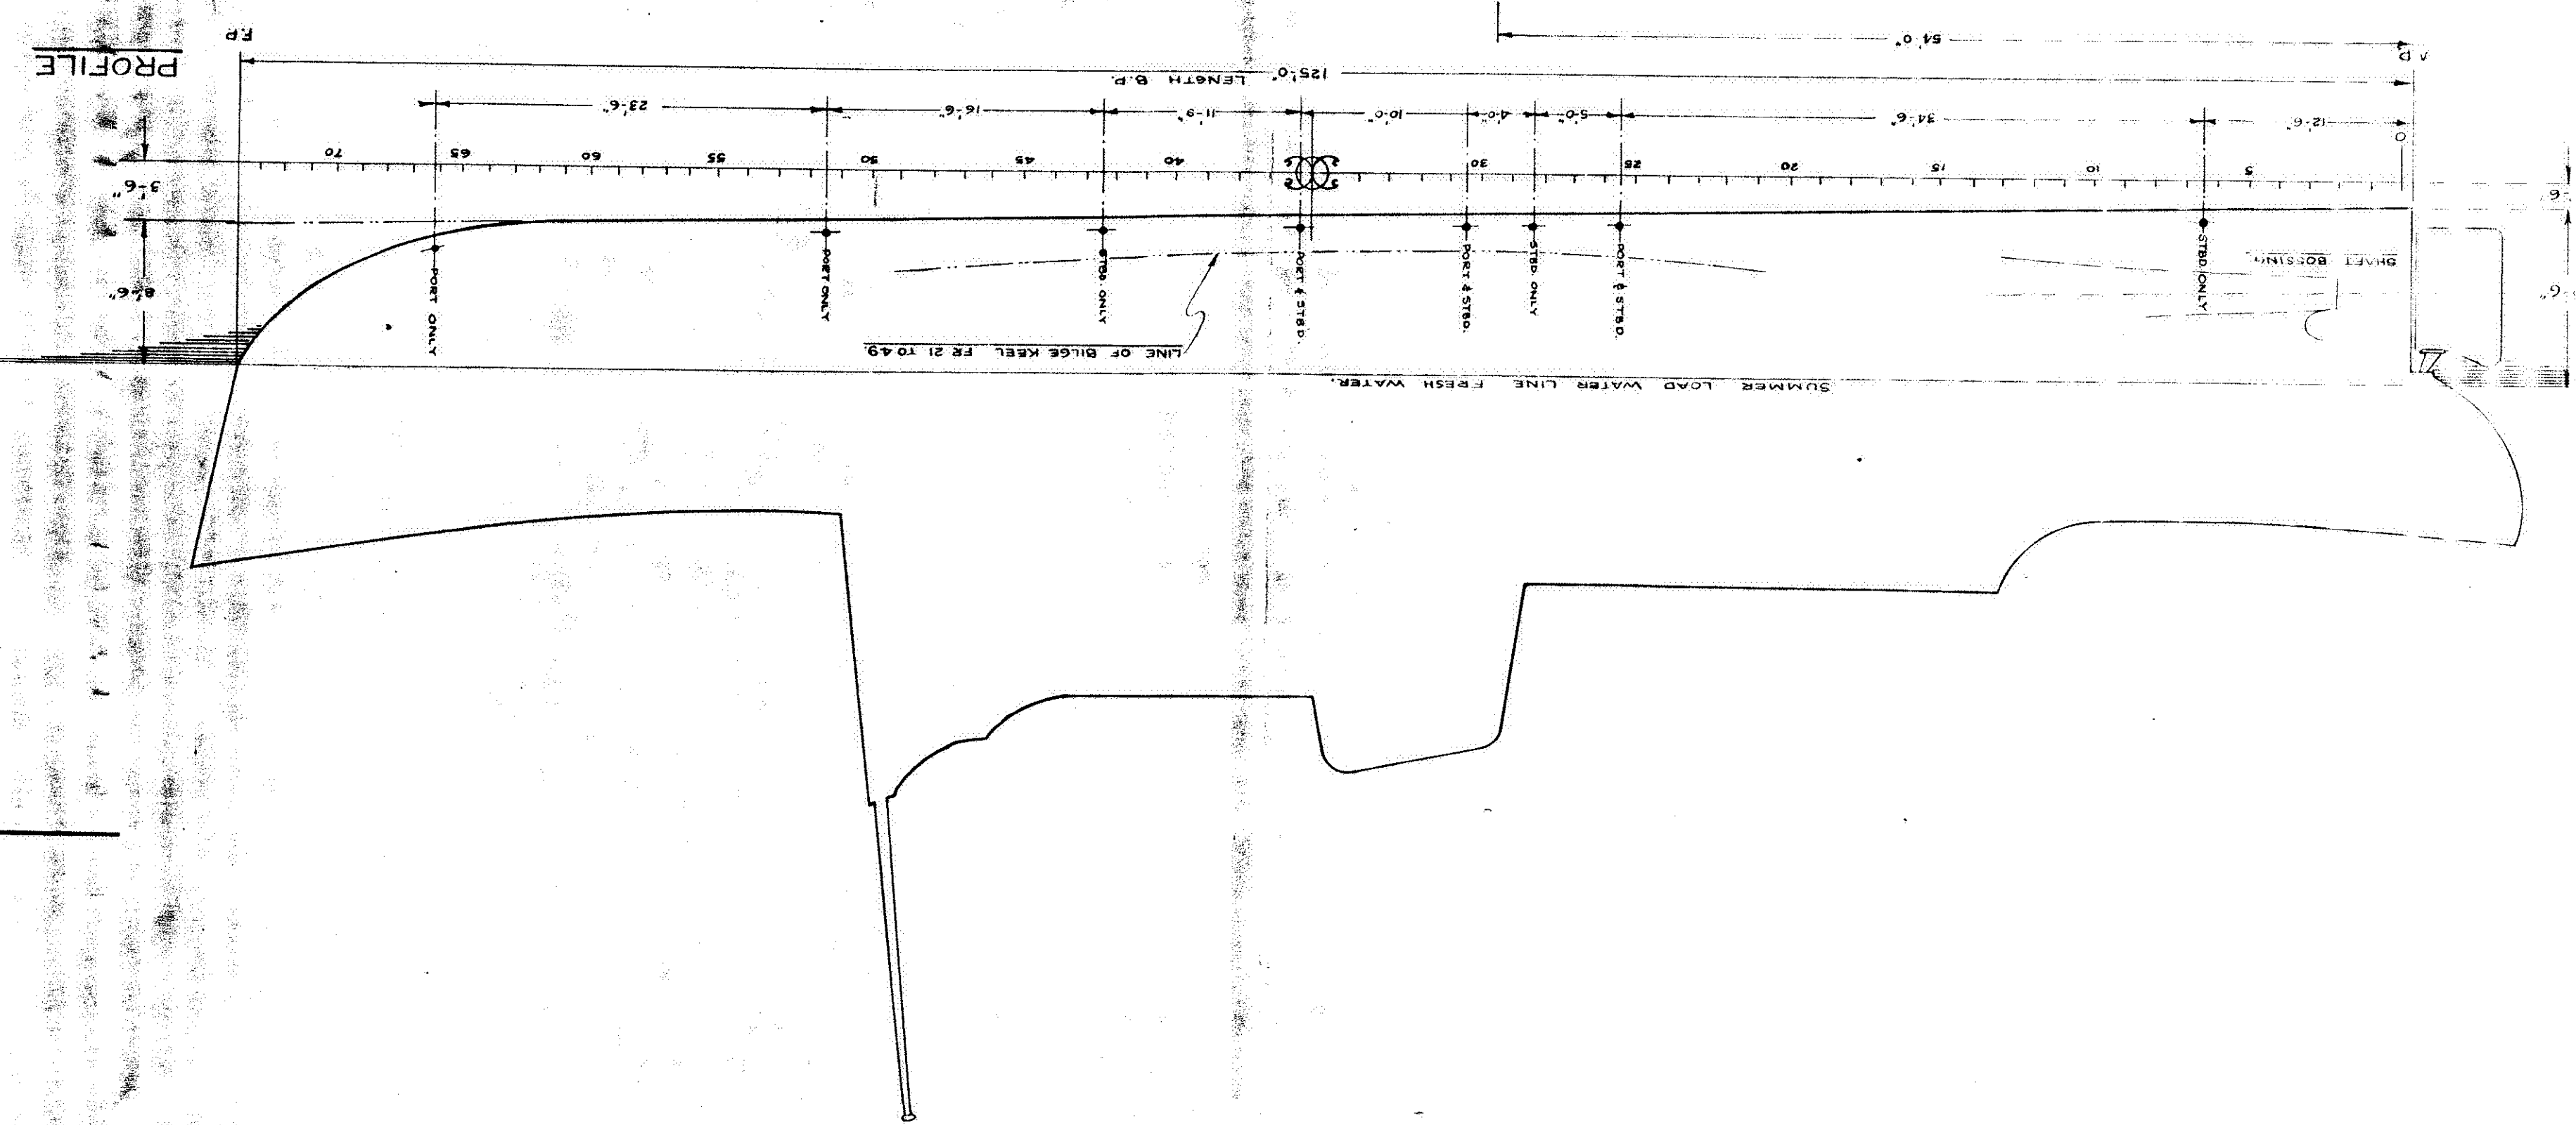 SUMMER LOAD WATER LINE FRESH WATER.
LINE OF BILGE KEEL FR 21 TO 49.
8'-6"
SHAFT BOSSING.
STBD. ONLY
PORT & STBD.
STBD ONLY
PORT & STBD.
PORT & STBD.
STBD. ONLY
PORT ONLY
PORT ONLY
3'-6"
5
10
15
20
25
30
40
45
50
55
60
65
70
O
12'-6"
34'-6"
5'-0"
4'-0"
10'-0"
11'-9"
16'-6"
23'-6"
125'-0" LENGTH B.P.
54'-0"
F.P.
PROFILE